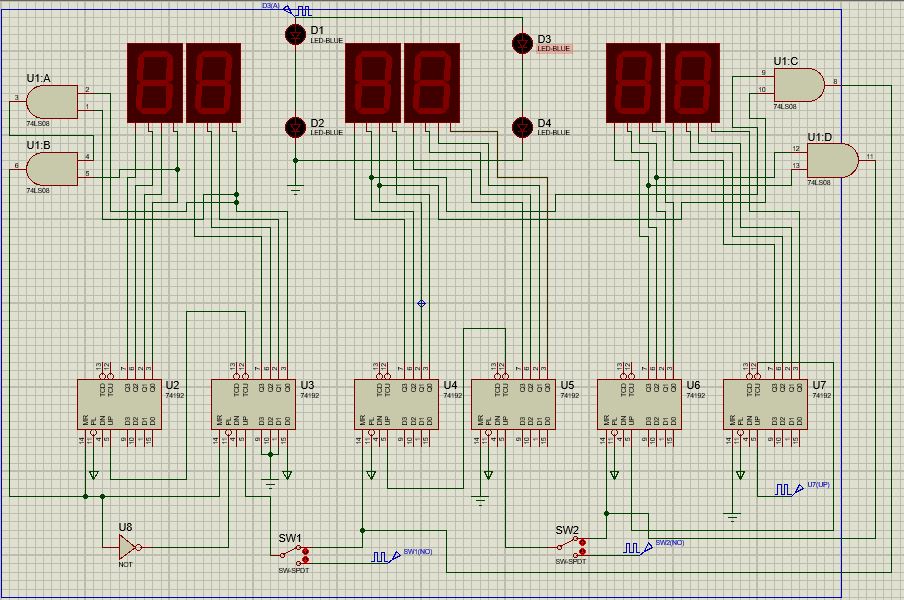 D3(A)
D1
LED-BLUE
D3
LED-BLUE
U1:A
3
2
1
74LS08
88
88
88
U1:C
9
10
8
74LS08
D2
LED-BLUE
D4
LED-BLUE
U1:B
6
4
5
74LS08
U1:D
12
13
11
74LS08
13 12 7 6 2 3
TCD TCU Q3 Q2 Q1 Q0
U2
74192
MR PL DN UP D3 D2 D1 D0
14 11 4 5 9 10 1 15
13 12 7 6 2 3
TCD TCU Q3 Q2 Q1 Q0
U3
74192
MR PL DN UP D3 D2 D1 D0
14 11 4 5 9 10 1 15
13 12 7 6 2 3
TCD TCU Q3 Q2 Q1 Q0
U4
74192
MR PL DN UP D3 D2 D1 D0
14 11 4 5 9 10 1 15
13 12 7 6 2 3
TCD TCU Q3 Q2 Q1 Q0
U5
74192
MR PL DN UP D3 D2 D1 D0
14 11 4 5 9 10 1 15
13 12 7 6 2 3
TCD TCU Q3 Q2 Q1 Q0
U6
74192
MR PL DN UP D3 D2 D1 D0
14 11 4 5 9 10 1 15
13 12 7 6 2 3
TCD TCU Q3 Q2 Q1 Q0
U7
74192
MR PL DN UP D3 D2 D1 D0
14 11 4 5 9 10 1 15
U7(UP)
U8
NOT
SW1
SW-SPDT
SW1(NO)
SW2
SW-SPDT
SW2(NO)